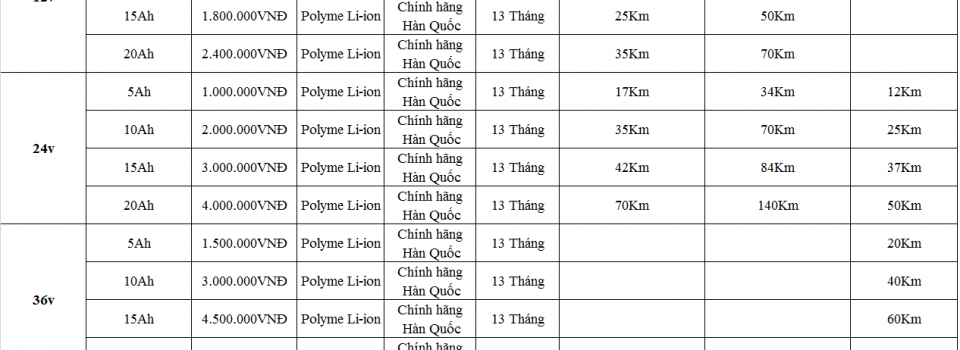 12v
15Ah 1.800.000VNĐ Polyme Li-ion Chính hãng Hàn Quốc 13 Tháng 25Km 50Km
20Ah 2.400.000VNĐ Polyme Li-ion Chính hãng Hàn Quốc 13 Tháng 35Km 70Km
24v
5Ah 1.000.000VNĐ Polyme Li-ion Chính hãng Hàn Quốc 13 Tháng 17Km 34Km 12Km
10Ah 2.000.000VNĐ Polyme Li-ion Chính hãng Hàn Quốc 13 Tháng 35Km 70Km 25Km
15Ah 3.000.000VNĐ Polyme Li-ion Chính hãng Hàn Quốc 13 Tháng 42Km 84Km 37Km
20Ah 4.000.000VNĐ Polyme Li-ion Chính hãng Hàn Quốc 13 Tháng 70Km 140Km 50Km
36v
5Ah 1.500.000VNĐ Polyme Li-ion Chính hãng Hàn Quốc 13 Tháng 20Km
10Ah 3.000.000VNĐ Polyme Li-ion Chính hãng Hàn Quốc 13 Tháng 40Km
15Ah 4.500.000VNĐ Polyme Li-ion Chính hãng Hàn Quốc 13 Tháng 60Km
Chính hãng